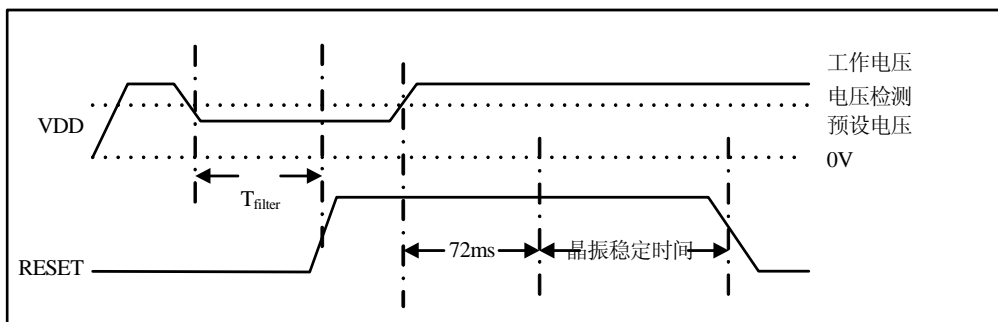 工作电压
电压检测
预设电压
VDD
0V
Tfilter
72ms
晶振稳定时间
RESET